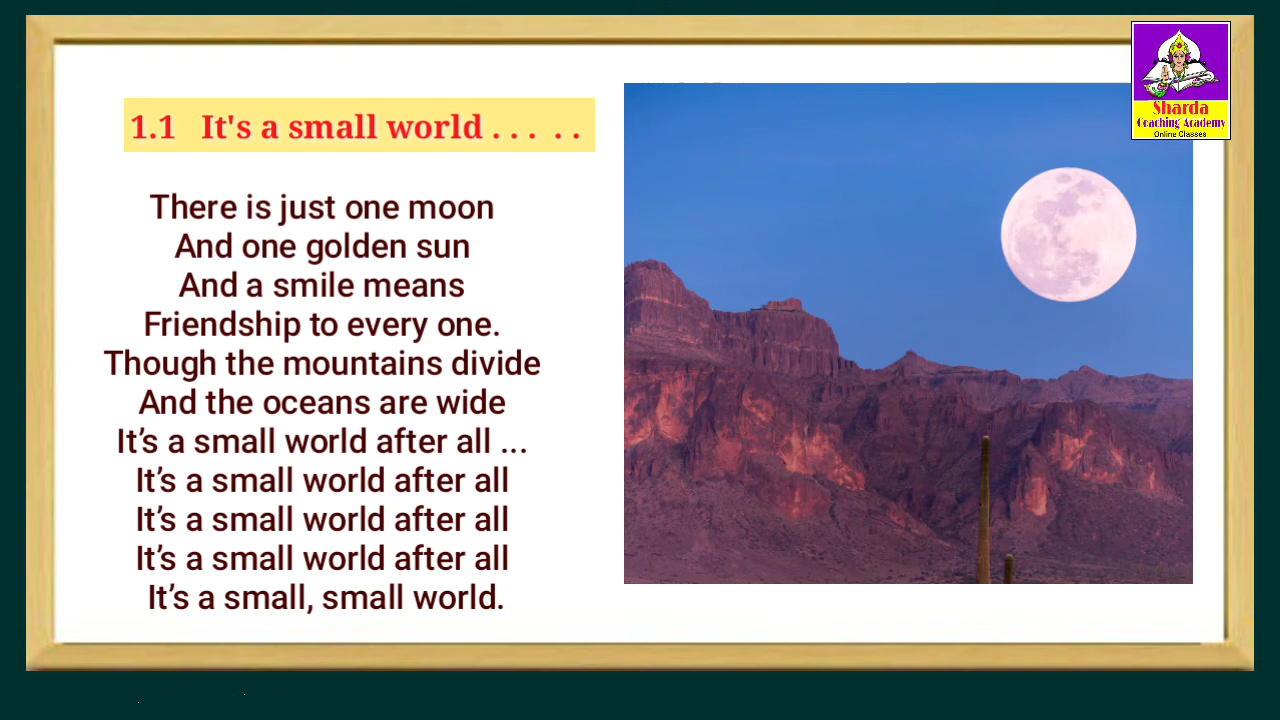 1.1 It's a small world . . . . .
There is just one moon
And one golden sun
And a smile means
Friendship to every one.
Though the mountains divide
And the oceans are wide
It’s a small world after all ...
It’s a small world after all
It’s a small world after all
It’s a small world after all
It’s a small, small world.
Sharda
Coaching Academy
Online Classes